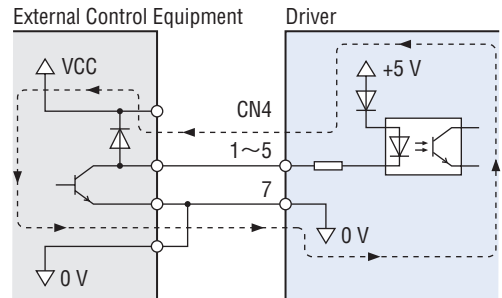 External Control Equipment
Driver
VCC
+5 V
CN4
1～5
7
0 V
0 V